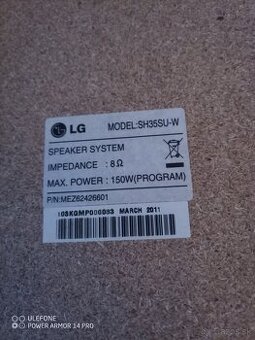 LG MODEL:SH35SU-W
SPEAKER SYSTEM
IMPEDANCE : 8Ω
MAX. POWER : 150W(PROGRAM)
P/N:MEZ62426601
MARCH 2011
ULEFONE
POWER ARMOR 14 PRO